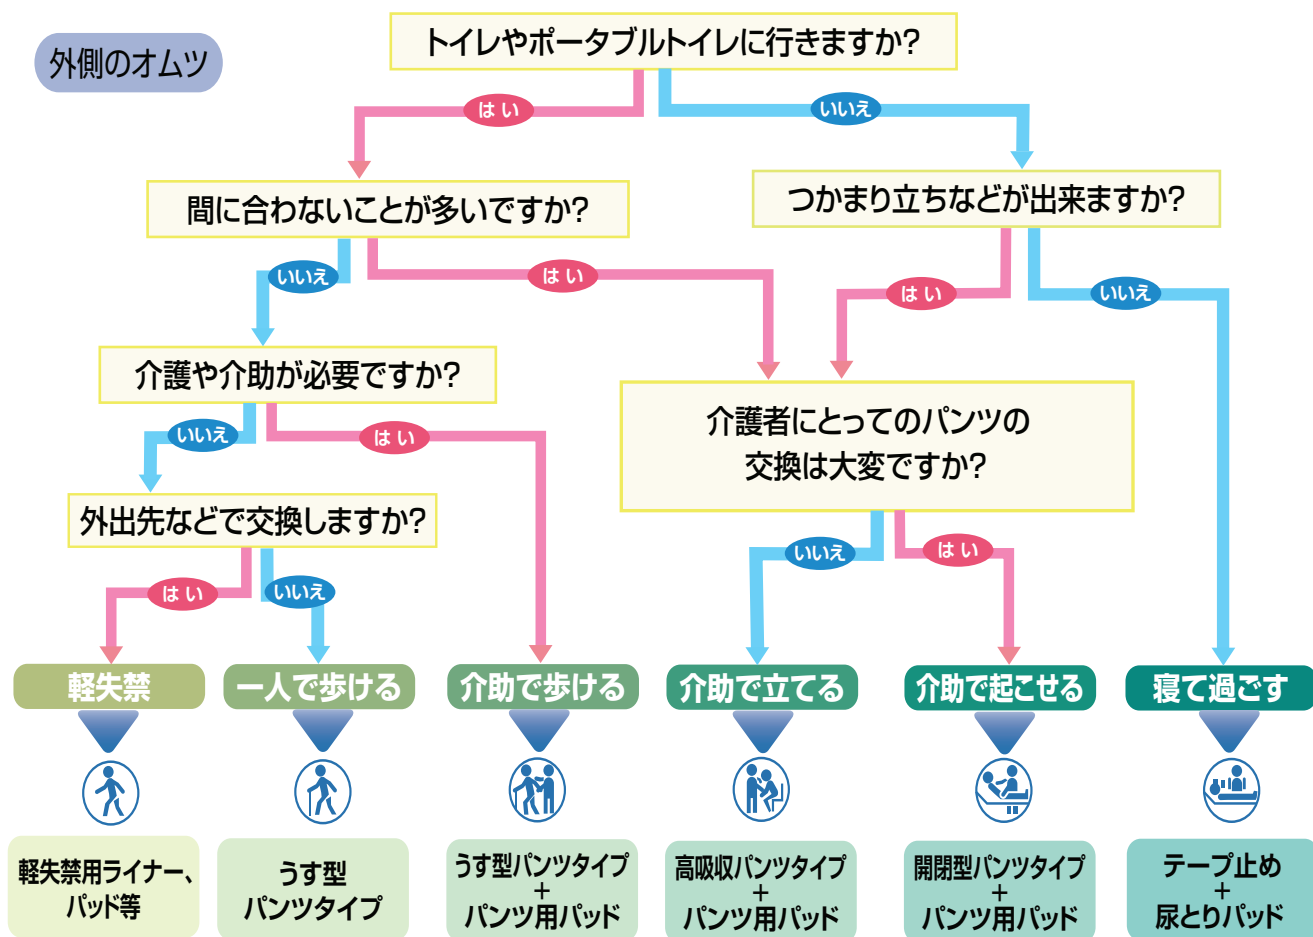 外側のオムツ
トイレやポータブルトイレに行きますか?
はい
いいえ
間に合わないことが多いですか?
つかまり立ちなどが出来ますか?
いいえ
はい
はい
いいえ
介護や介助が必要ですか?
介護者にとってのパンツの
交換は大変ですか?
いいえ
はい
外出先などで交換しますか?
いいえ
はい
はい
いいえ
軽失禁
一人で歩ける
介助で歩ける
介助で立てる
介助で起こせる
寝て過ごす
軽失禁用ライナー、
パッド等
うす型
パンツタイプ
うす型パンツタイプ
+
パンツ用パッド
高吸収パンツタイプ
+
パンツ用パッド
開閉型パンツタイプ
+
パンツ用パッド
テープ止め
+
尿とりパッド